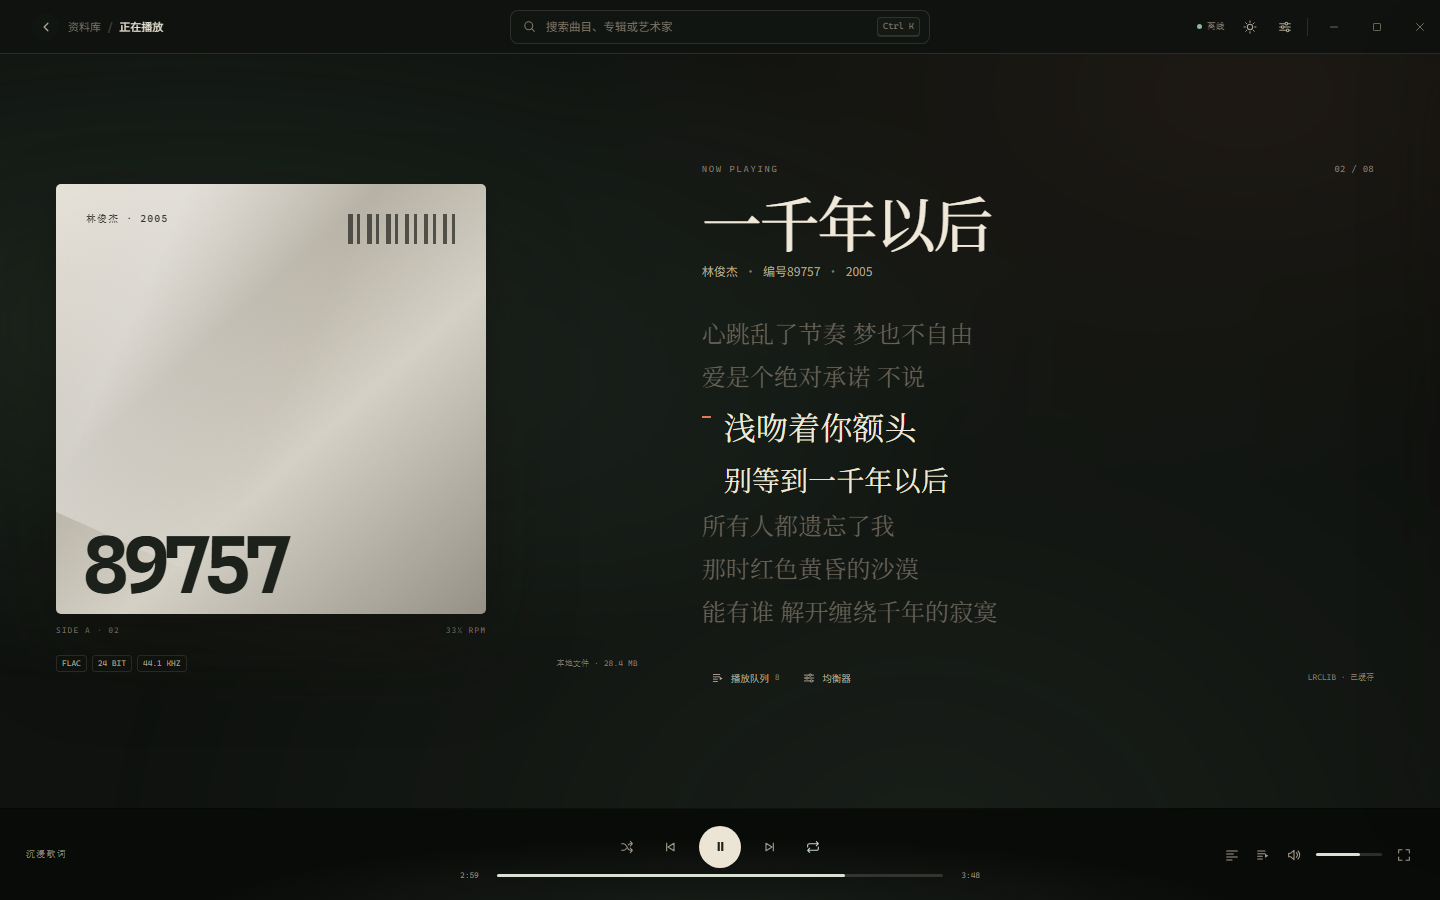 资料库 / 正在播放
搜索曲目、专辑或艺术家
Ctrl K
英歌
林俊杰 · 2005
89757
SIDE A · 02
33⅓ RPM
FLAC
24 BIT
44.1 KHZ
本地文件 · 28.4 MB
NOW PLAYING
02 / 08
一千年以后
林俊杰 · 编号89757 · 2005
心跳乱了节奏 梦也不自由
爱是个绝对承诺 不说
浅吻着你额头
别等到一千年以后
所有人都遗忘了我
那时红色黄昏的沙漠
能有谁 解开缠绕千年的寂寞
播放队列 8
均衡器
LRCLIB · 已缓存
沉浸歌词
2:59
3:48